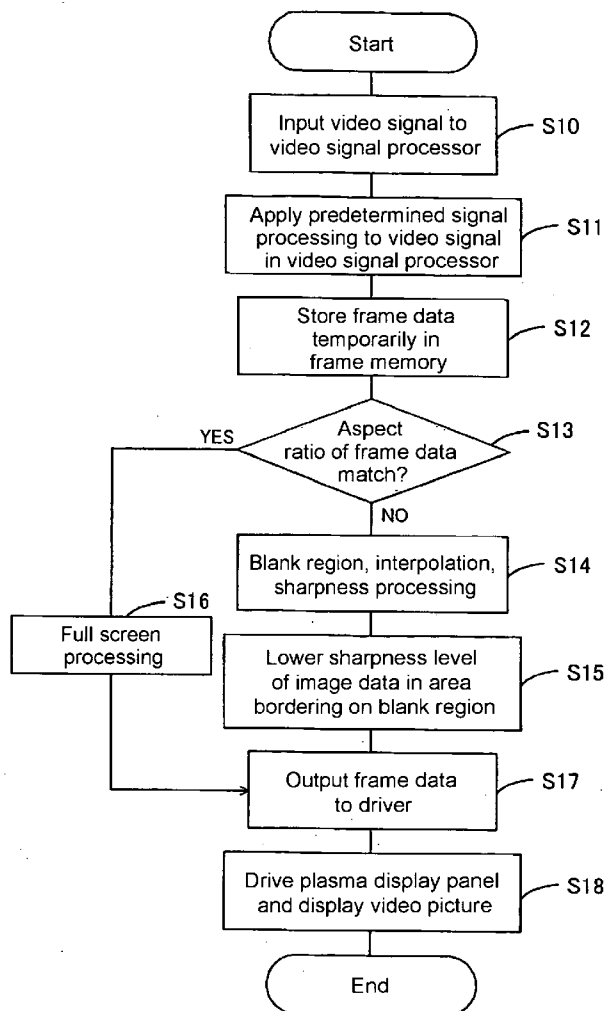 Start
Input video signal to
video signal processor
S10
Apply predetermined signal
processing to video signal
in video signal processor
S11
Store frame data
temporarily in
frame memory
S12
YES
Aspect
ratio of frame data
match?
S13
NO
Blank region, interpolation,
sharpness processing
S14
S16
Full screen
processing
Lower sharpness level
of image data in area
bordering on blank region
S15
Output frame data
to driver
S17
Drive plasma display panel
and display video picture
S18
End